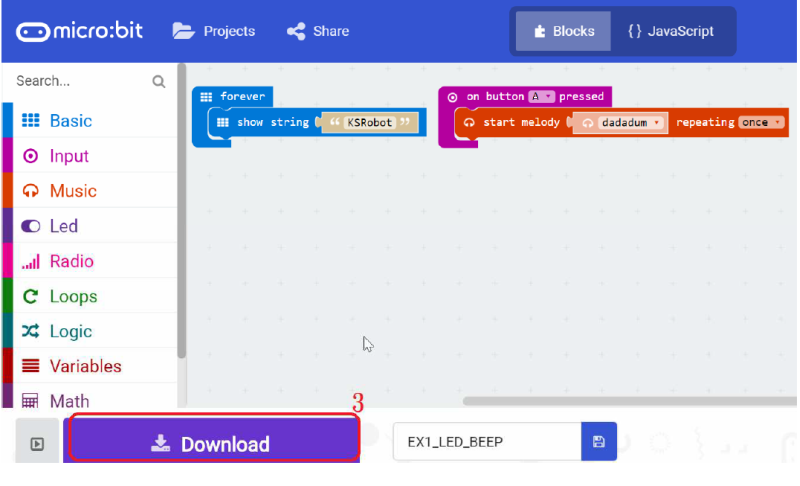 micro:bit Projects Share Blocks {} JavaScript
Search...
Basic
Input
Music
Led
Radio
Loops
Logic
Variables
Math
forever
show string “ KSRobot ”
on button A pressed
start melody dadadum repeating once
3
Download
EX1_LED_BEEP